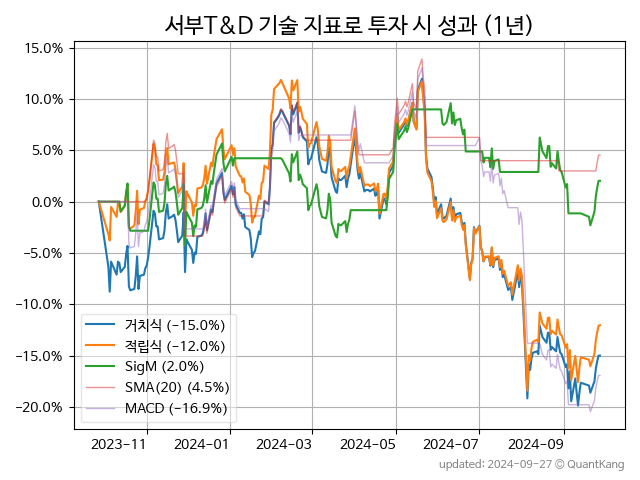 서부T&D 기술 지표로 투자 시 성과 (1년)
15.0%
10.0%
5.0%
0.0%
−5.0%
−10.0%
−15.0%
−20.0%
거치식 (−15.0%)
적립식 (−12.0%)
SigM (2.0%)
SMA(20) (4.5%)
MACD (−16.9%)
2023-11 2024-01 2024-03 2024-05 2024-07 2024-09
updated: 2024-09-27 © QuantKang